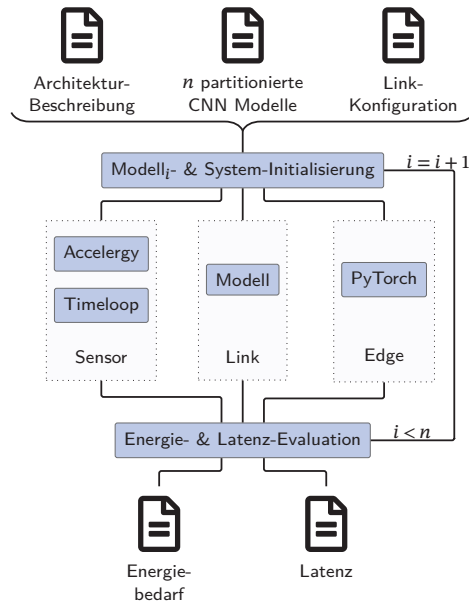 Architektur-
Beschreibung
n partitionierte
CNN Modelle
Link-
Konfiguration
Modellᵢ- & System-Initialisierung
i = i + 1
Accelergy
Timeloop
Sensor
Modell
Link
PyTorch
Edge
Energie- & Latenz-Evaluation
i < n
Energie-
bedarf
Latenz